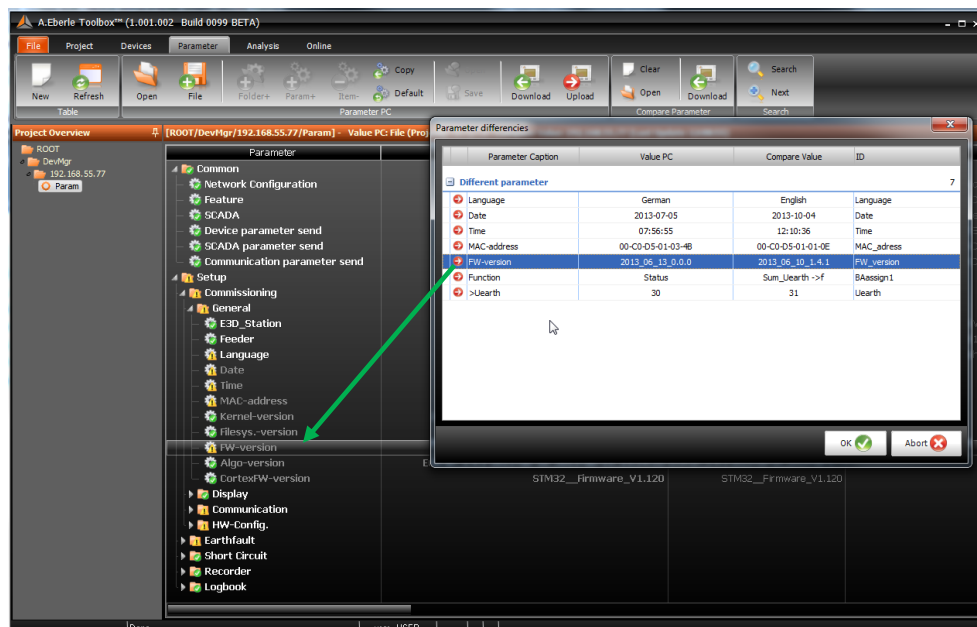 A.Eberle Toolbox™ (1.001.002 Build 0099 BETA)
File Project Devices Parameter Analysis Online
New Refresh Open File Folder+ Param+ Item- Copy Default Save Download Upload Clear Open Download Search Next
Table Parameter PC Compare Parameter Search
Project Overview
ROOT
DevMgr
192.168.55.77
Param
[ROOT/DevMgr/192.168.55.77/Param] - Value PC: File (Proj
Parameter
Common
Network Configuration
Feature
SCADA
Device parameter send
SCADA parameter send
Communication parameter send
Setup
Commissioning
General
E3D_Station
Feeder
Language
Date
Time
MAC-address
Kernel-version
Filesys.-version
FW-version
Algo-version E
CortexFW-version STM32__Firmware_V1.120 STM32__Firmware_V1.120
Display
Communication
HW-Config.
Earthfault
Short Circuit
Recorder
Logbook
Parameter differencies
Parameter Caption Value PC Compare Value ID
Different parameter 7
Language German English Language
Date 2013-07-05 2013-10-04 Date
Time 07:56:55 12:10:36 Time
MAC-address 00-C0-D5-01-03-4B 00-C0-D5-01-01-0E MAC_adress
FW-version 2013_06_13_0.0.0 2013_06_10_1.4.1 FW_version
Function Status Sum_Uearth ->f BAassign1
>Uearth 30 31 Uearth
OK Abort